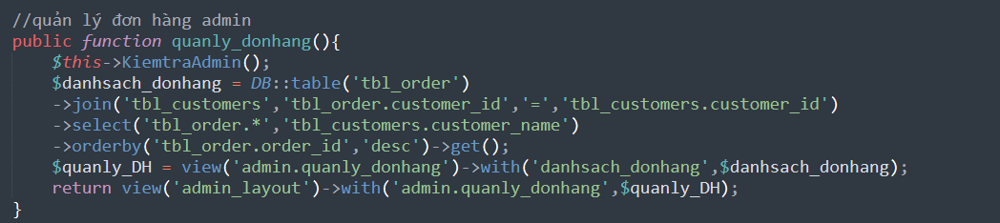 //quản lý đơn hàng admin
public function quanly_donhang(){
    $this->KiemtraAdmin();
    $danhsach_donhang = DB::table('tbl_order')
    ->join('tbl_customers','tbl_order.customer_id','=','tbl_customers.customer_id')
    ->select('tbl_order.*','tbl_customers.customer_name')
    ->orderby('tbl_order.order_id','desc')->get();
    $quanly_DH = view('admin.quanly_donhang')->with('danhsach_donhang',$danhsach_donhang);
    return view('admin_layout')->with('admin.quanly_donhang',$quanly_DH);
}